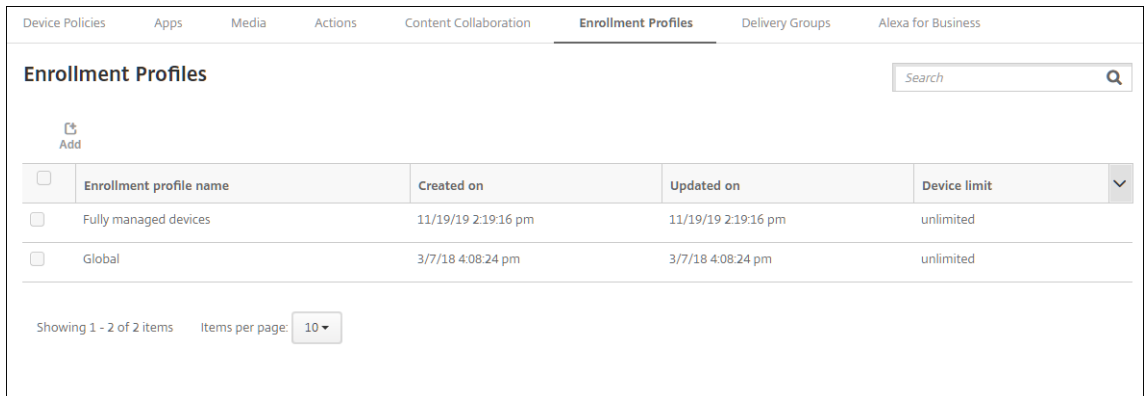 Device Policies Apps Media Actions Content Collaboration Enrollment Profiles Delivery Groups Alexa for Business
Enrollment Profiles
Search
Add
Enrollment profile name Created on Updated on Device limit
Fully managed devices 11/19/19 2:19:16 pm 11/19/19 2:19:16 pm unlimited
Global 3/7/18 4:08:24 pm 3/7/18 4:08:24 pm unlimited
Showing 1 - 2 of 2 items Items per page: 10